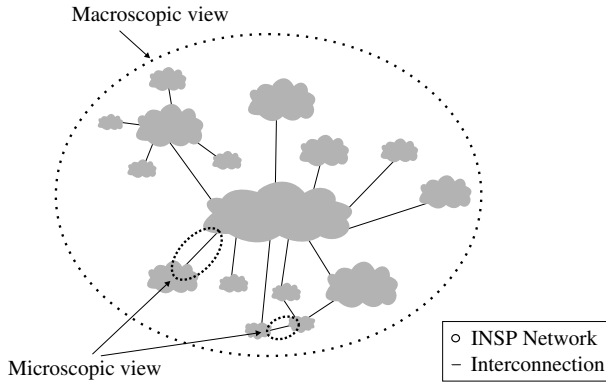 Macroscopic view
Microscopic view
INSP Network
– Interconnection